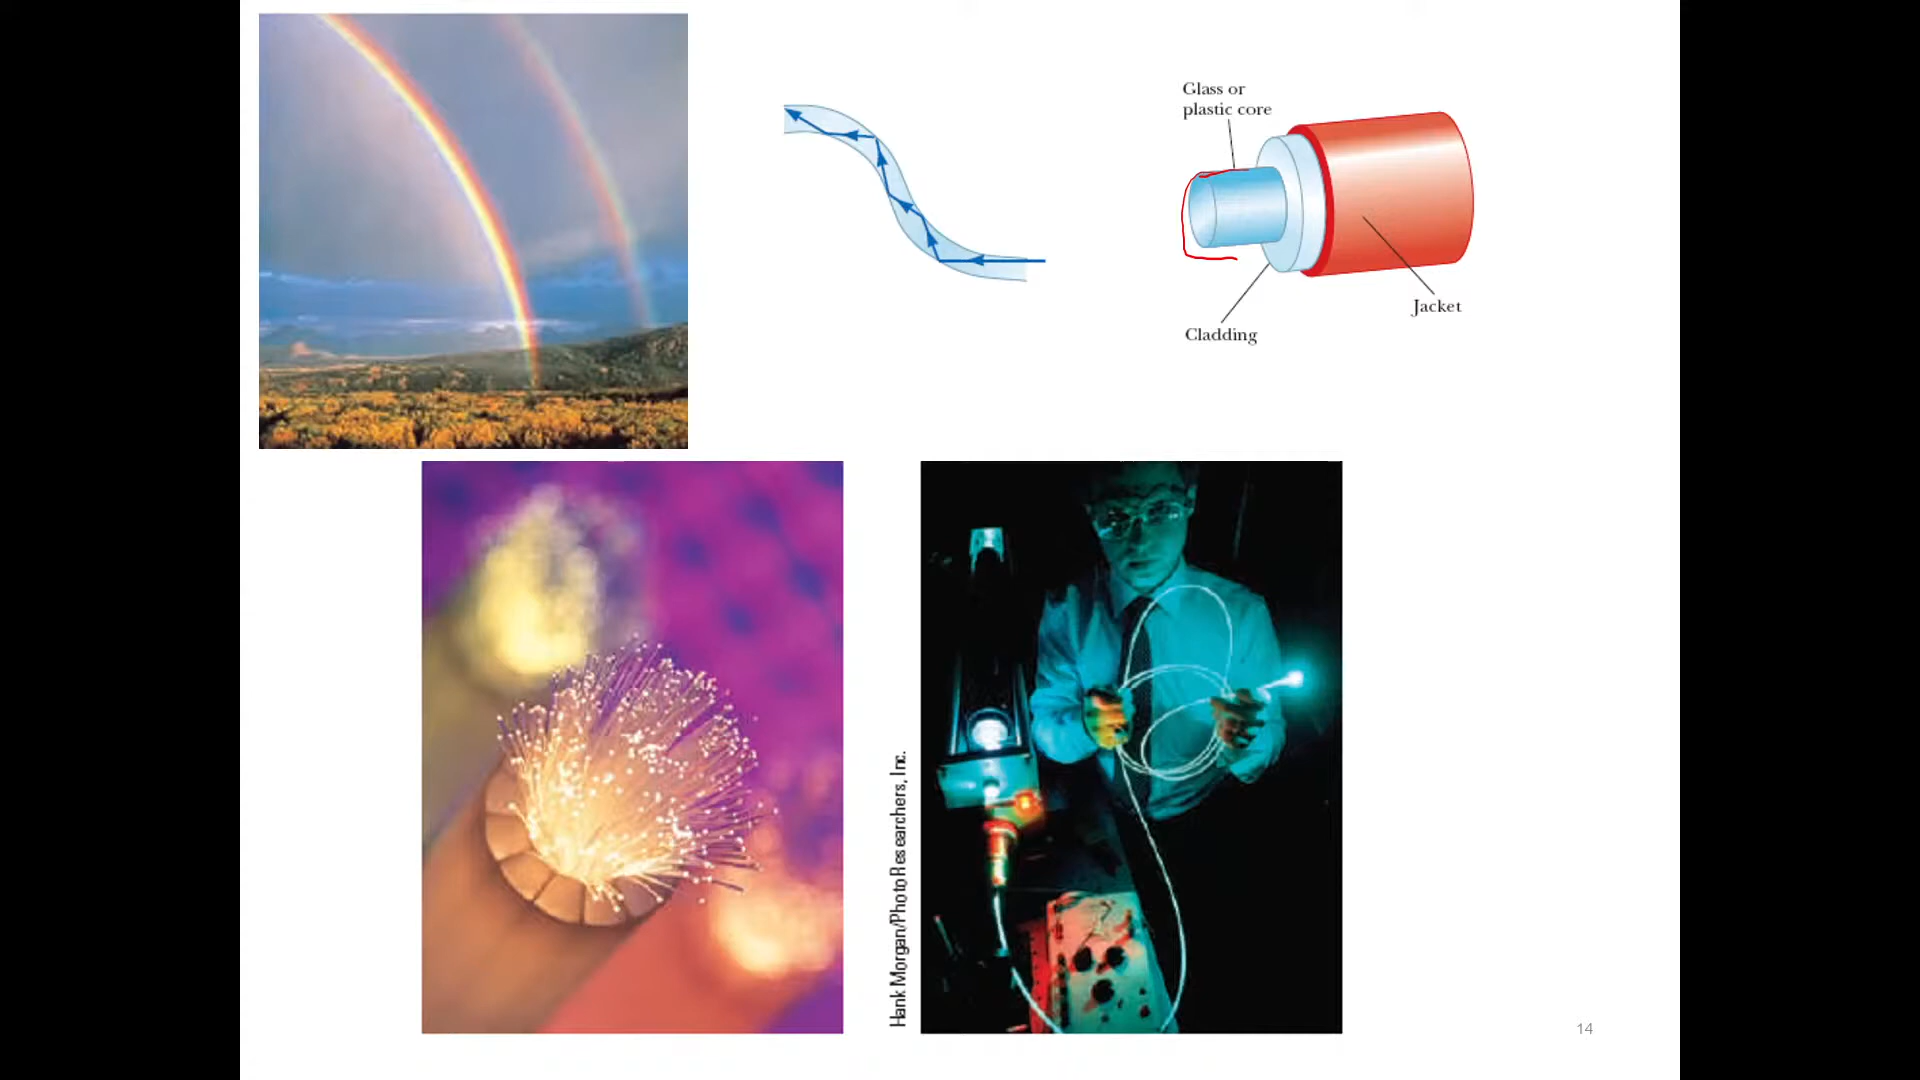 Glass or
plastic core
Jacket
Cladding
Hank Morgan/Photo Researchers, Inc.
14